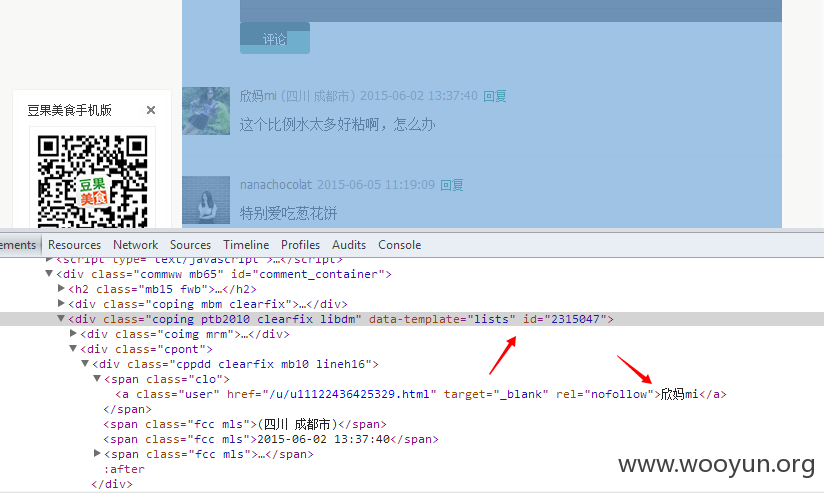 评论
欣妈mi (四川 成都市) 2015-06-02 13:37:40 回复
这个比例水太多好粘啊，怎么办
豆果美食手机版 ×
豆果
美食
nanachocolat 2015-06-05 11:19:09 回复
特别爱吃葱花饼
ements Resources Network Sources Timeline Profiles Audits Console
<script type="text/javascript">…</script>
<div class="commww mb65" id="comment_container">
<h2 class="mb15 fwb">…</h2>
<div class="coping mbm clearfix">…</div>
<div class="coping ptb2010 clearfix libdm" data-template="lists" id="2315047">
<div class="coimg mrm">…</div>
<div class="cpont">
<div class="cppdd clearfix mb10 lineh16">
<span class="clo">
<a class="user" href="/u/u11122436425329.html" target="_blank" rel="nofollow">欣妈mi</a>
</span>
<span class="fcc mls">(四川 成都市)</span>
<span class="fcc mls">2015-06-02 13:37:40</span>
<span class="fcc mls">…</span>
:after
</div>
www.wooyun.org